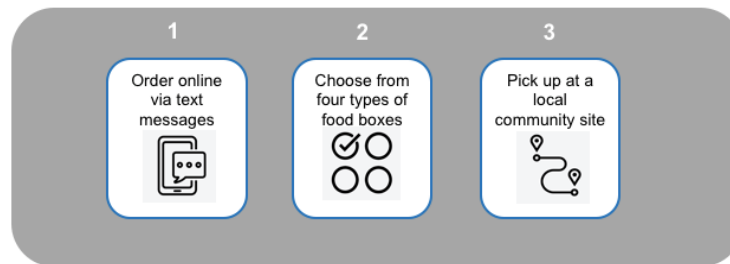 1
Order online
via text
messages
2
Choose from
four types of
food boxes
3
Pick up at a
local
community site